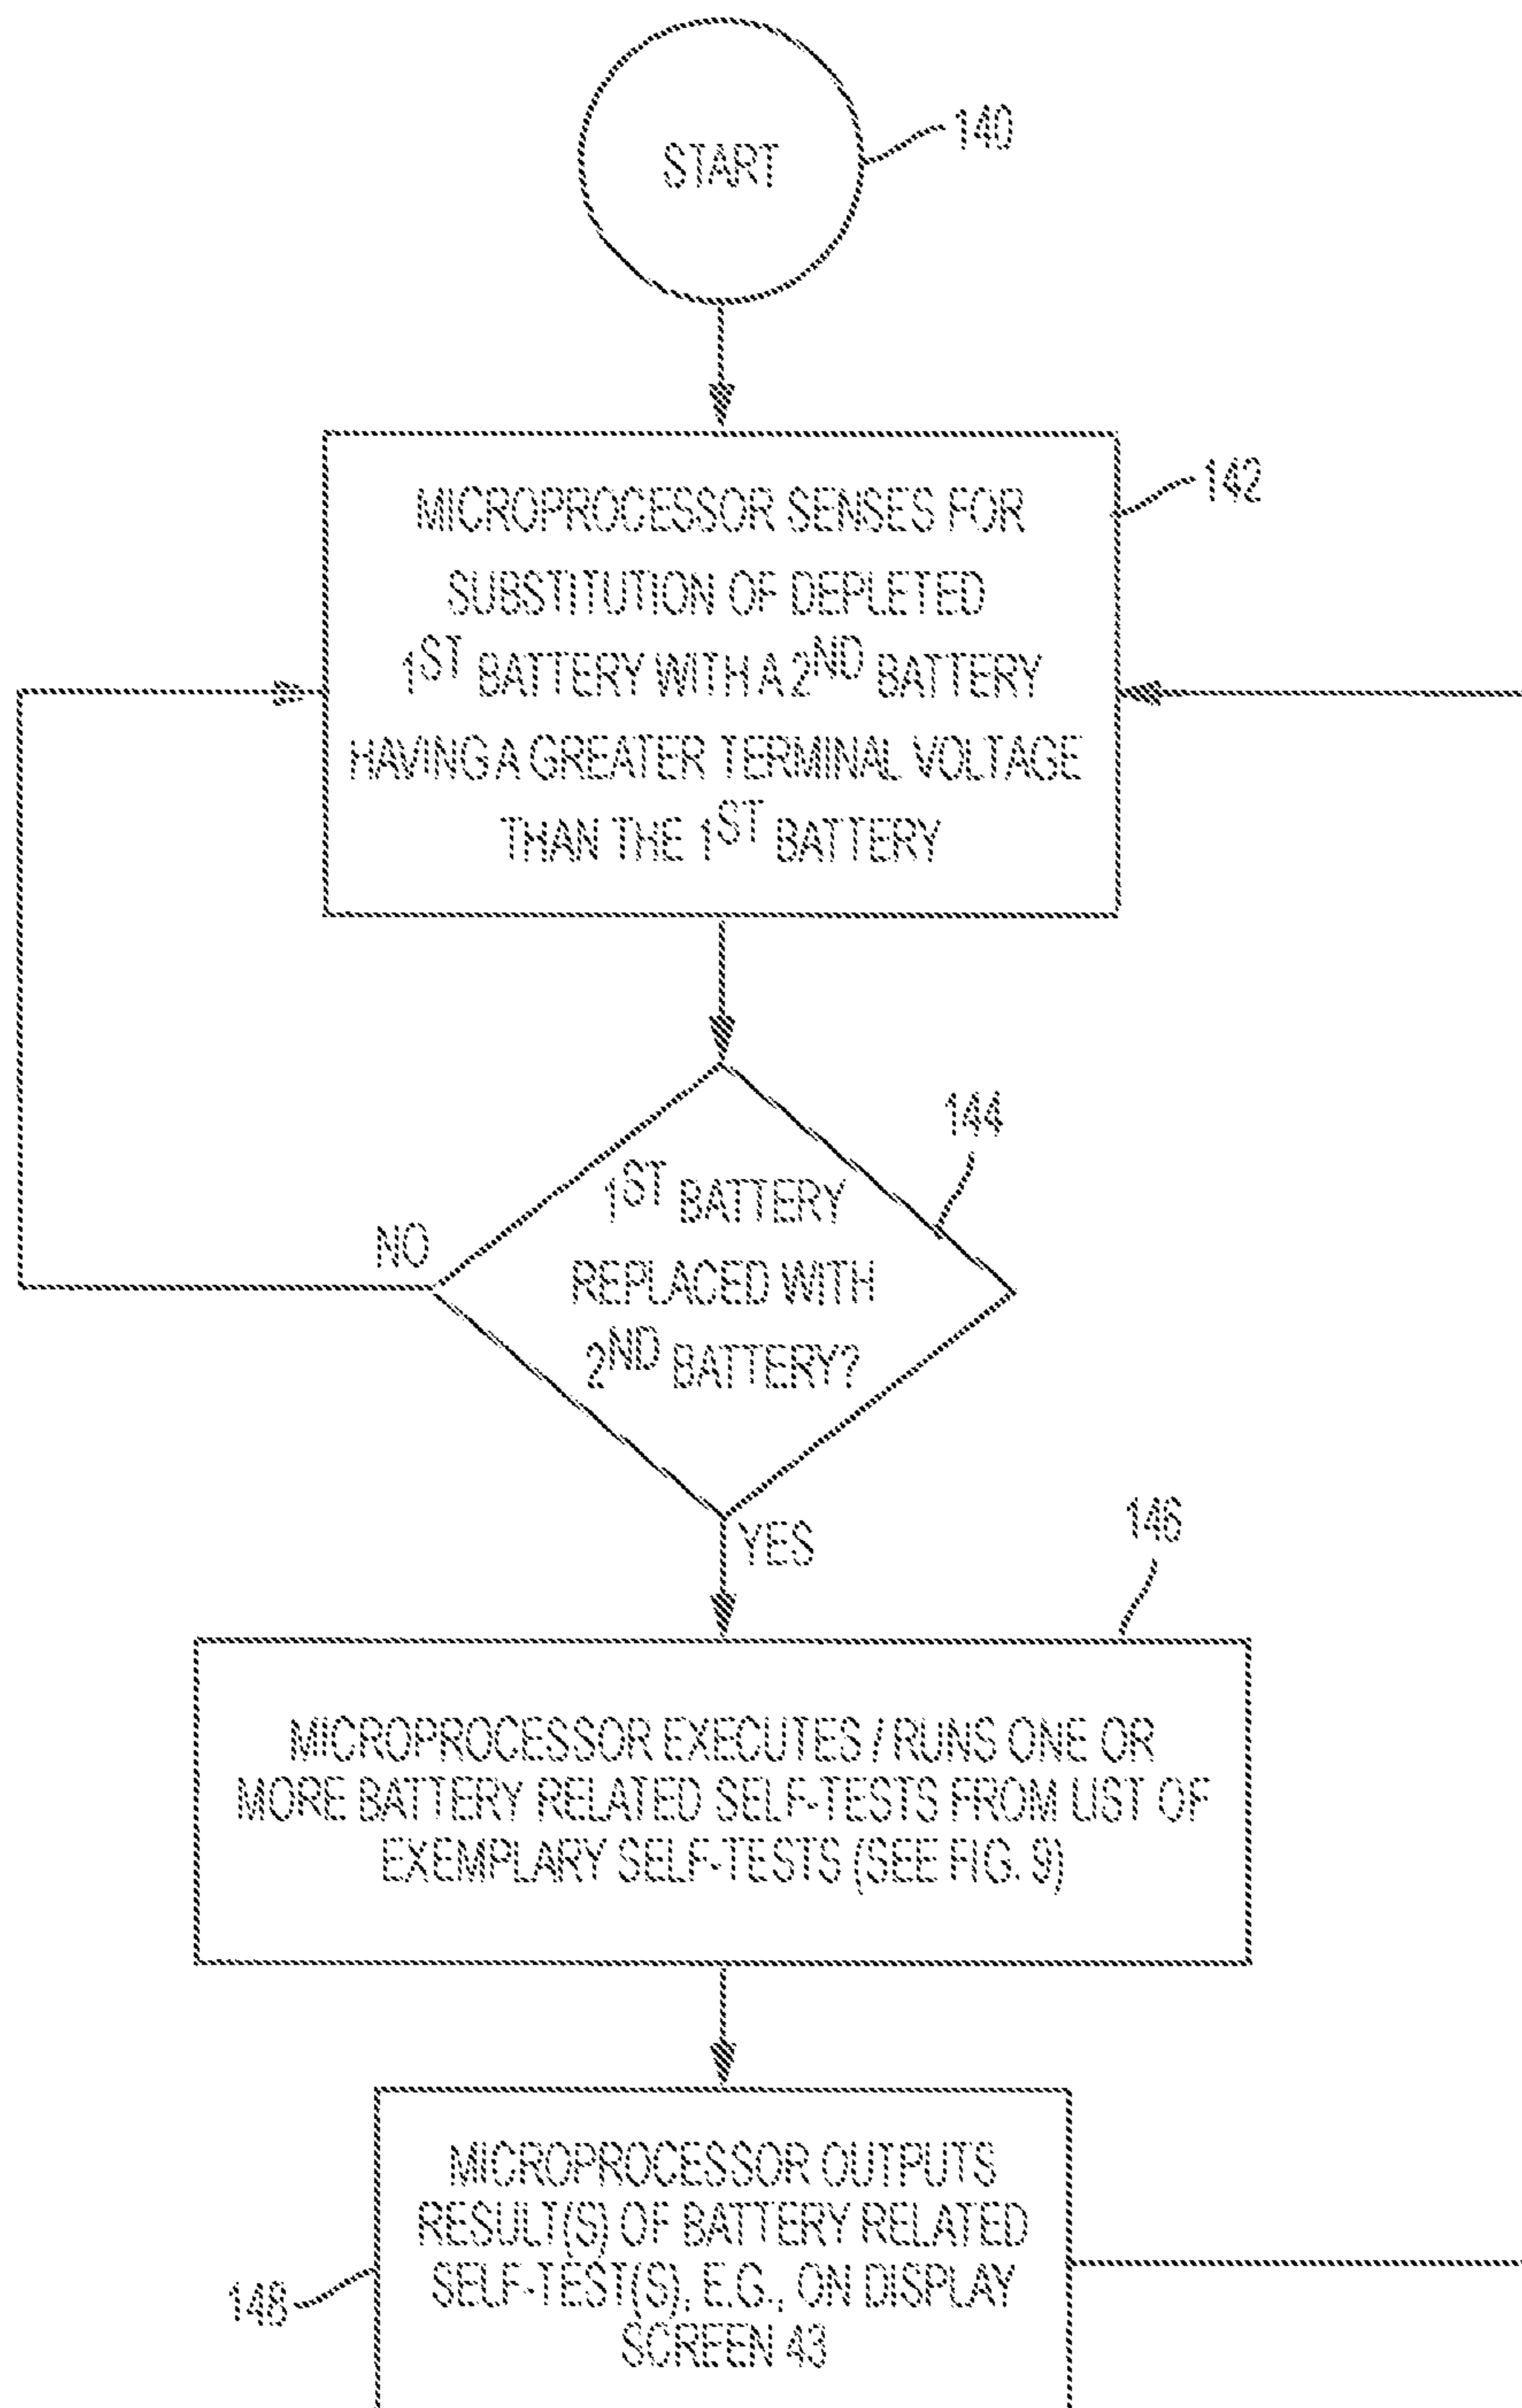 START
140
MICROPROCESSOR SENSES FOR
SUBSTITUTION OF DEPLETED
1ST BATTERY WITH A 2ND BATTERY
HAVING A GREATER TERMINAL VOLTAGE
THAN THE 1ST BATTERY
142
144
1ST BATTERY
REPLACED WITH
2ND BATTERY?
NO
YES
146
MICROPROCESSOR EXECUTES / RUNS ONE OR
MORE BATTERY RELATED SELF-TESTS FROM LIST OF
EXEMPLARY SELF-TESTS (SEE FIG. 9)
MICROPROCESSOR OUTPUTS
RESULT(S) OF BATTERY RELATED
SELF-TEST(S), E.G., ON DISPLAY
SCREEN 43
148